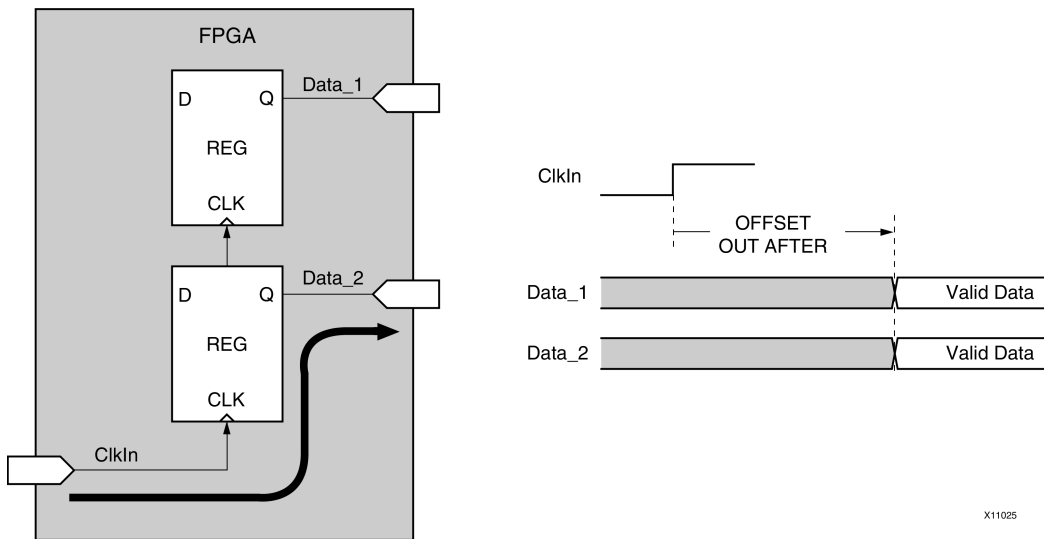 FPGA
Data_1
D
Q
REG
CLK
Data_2
D
Q
REG
CLK
ClkIn
ClkIn
OFFSET
OUT AFTER
Data_1
Valid Data
Data_2
Valid Data
X11025